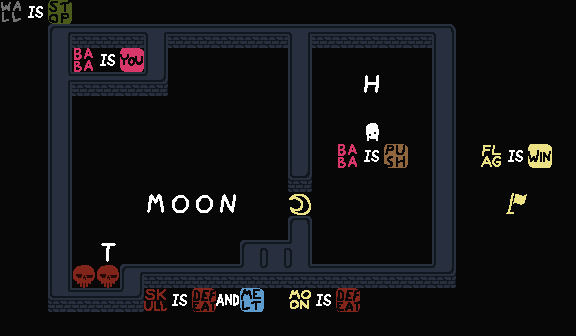 WALL IS STOP
BABA IS YOU
H
BABA IS PUSH
FLAG IS WIN
MOON
T
SKULL IS DEFEAT AND MELT
MOON IS DEFEAT